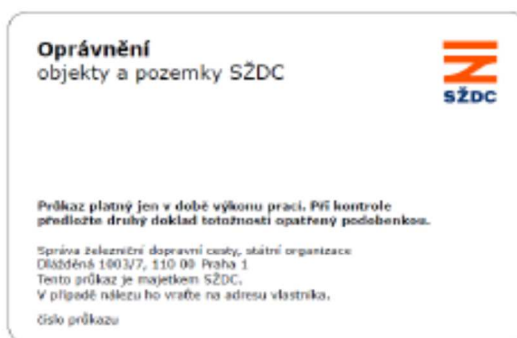 Oprávnění
objekty a pozemky SŽDC
SŽDC
Průkaz platný jen v době výkonu prací. Při kontrole
předložte druhý doklad totožnosti opatřený podobenkou.
Správa železniční dopravní cesty, státní organizace
Dlážděná 1003/7, 110 00 Praha 1
Tento průkaz je majetkem SŽDC.
V případě nálezu ho vraťte na adresu vlastníka.
číslo průkazu